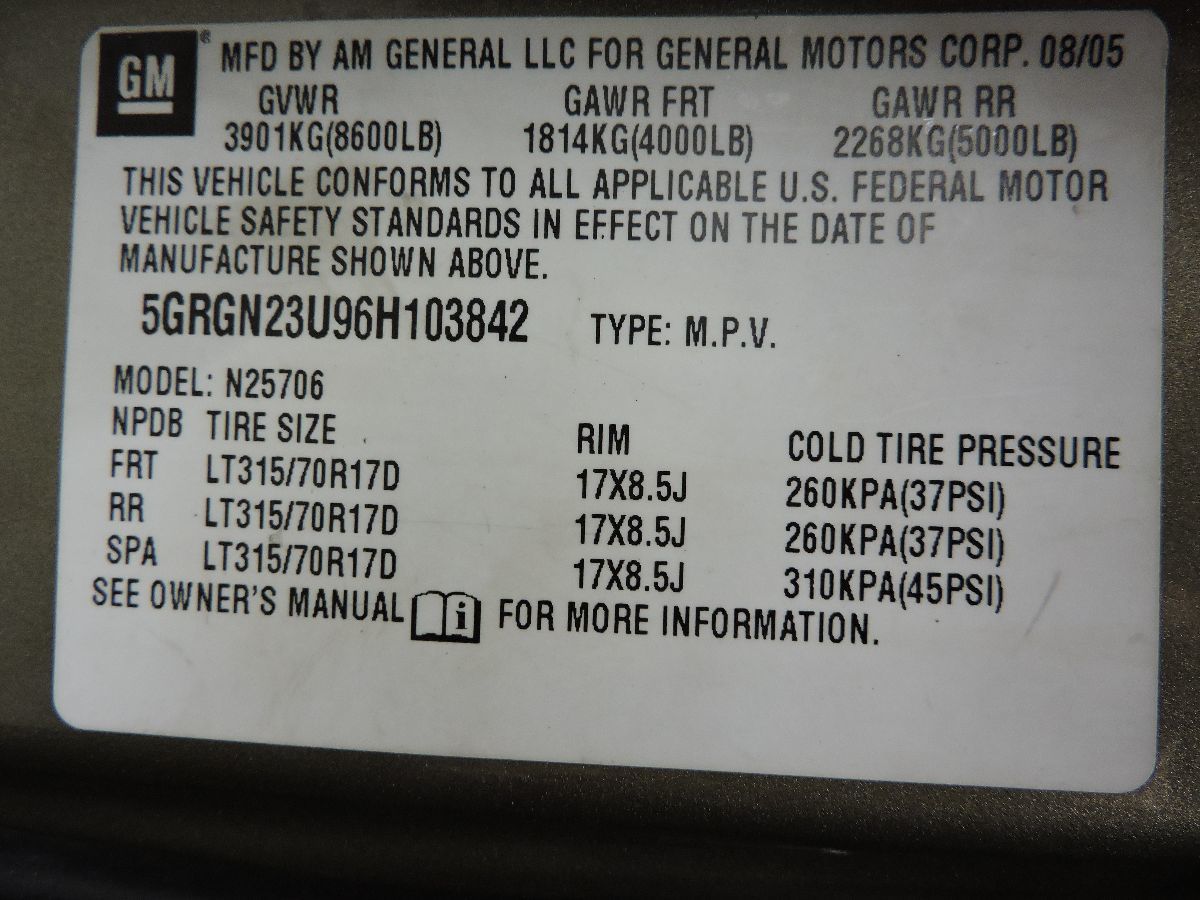 GM® MFD BY AM GENERAL LLC FOR GENERAL MOTORS CORP. 08/05
GVWR GAWR FRT GAWR RR
3901KG(8600LB) 1814KG(4000LB) 2268KG(5000LB)
THIS VEHICLE CONFORMS TO ALL APPLICABLE U.S. FEDERAL MOTOR
VEHICLE SAFETY STANDARDS IN EFFECT ON THE DATE OF
MANUFACTURE SHOWN ABOVE.
5GRGN23U96H103842 TYPE: M.P.V.
MODEL: N25706
NPDB TIRE SIZE RIM COLD TIRE PRESSURE
FRT LT315/70R17D 17X8.5J 260KPA(37PSI)
RR LT315/70R17D 17X8.5J 260KPA(37PSI)
SPA LT315/70R17D 17X8.5J 310KPA(45PSI)
SEE OWNER'S MANUAL i FOR MORE INFORMATION.